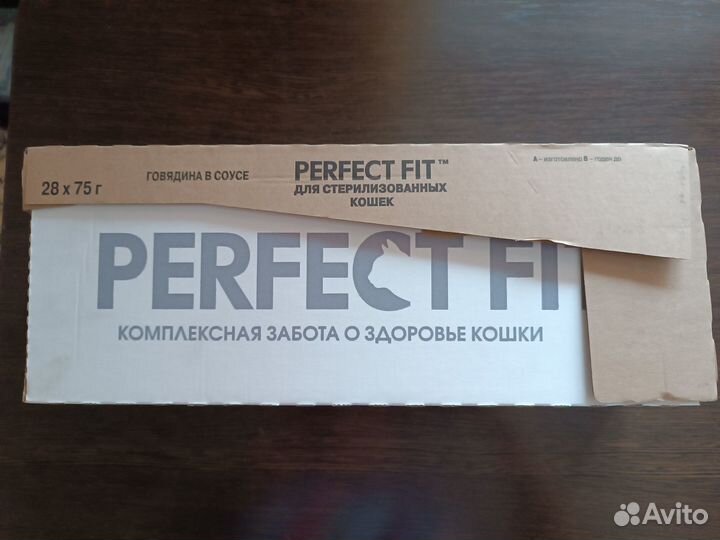 28 x 75 г
ГОВЯДИНА В СОУСЕ
PERFECT FIT™
ДЛЯ СТЕРИЛИЗОВАННЫХ
КОШЕК
A – изготовлено B – годен до
PERFECT FI
КОМПЛЕКСНАЯ ЗАБОТА О ЗДОРОВЬЕ КОШКИ
Avito